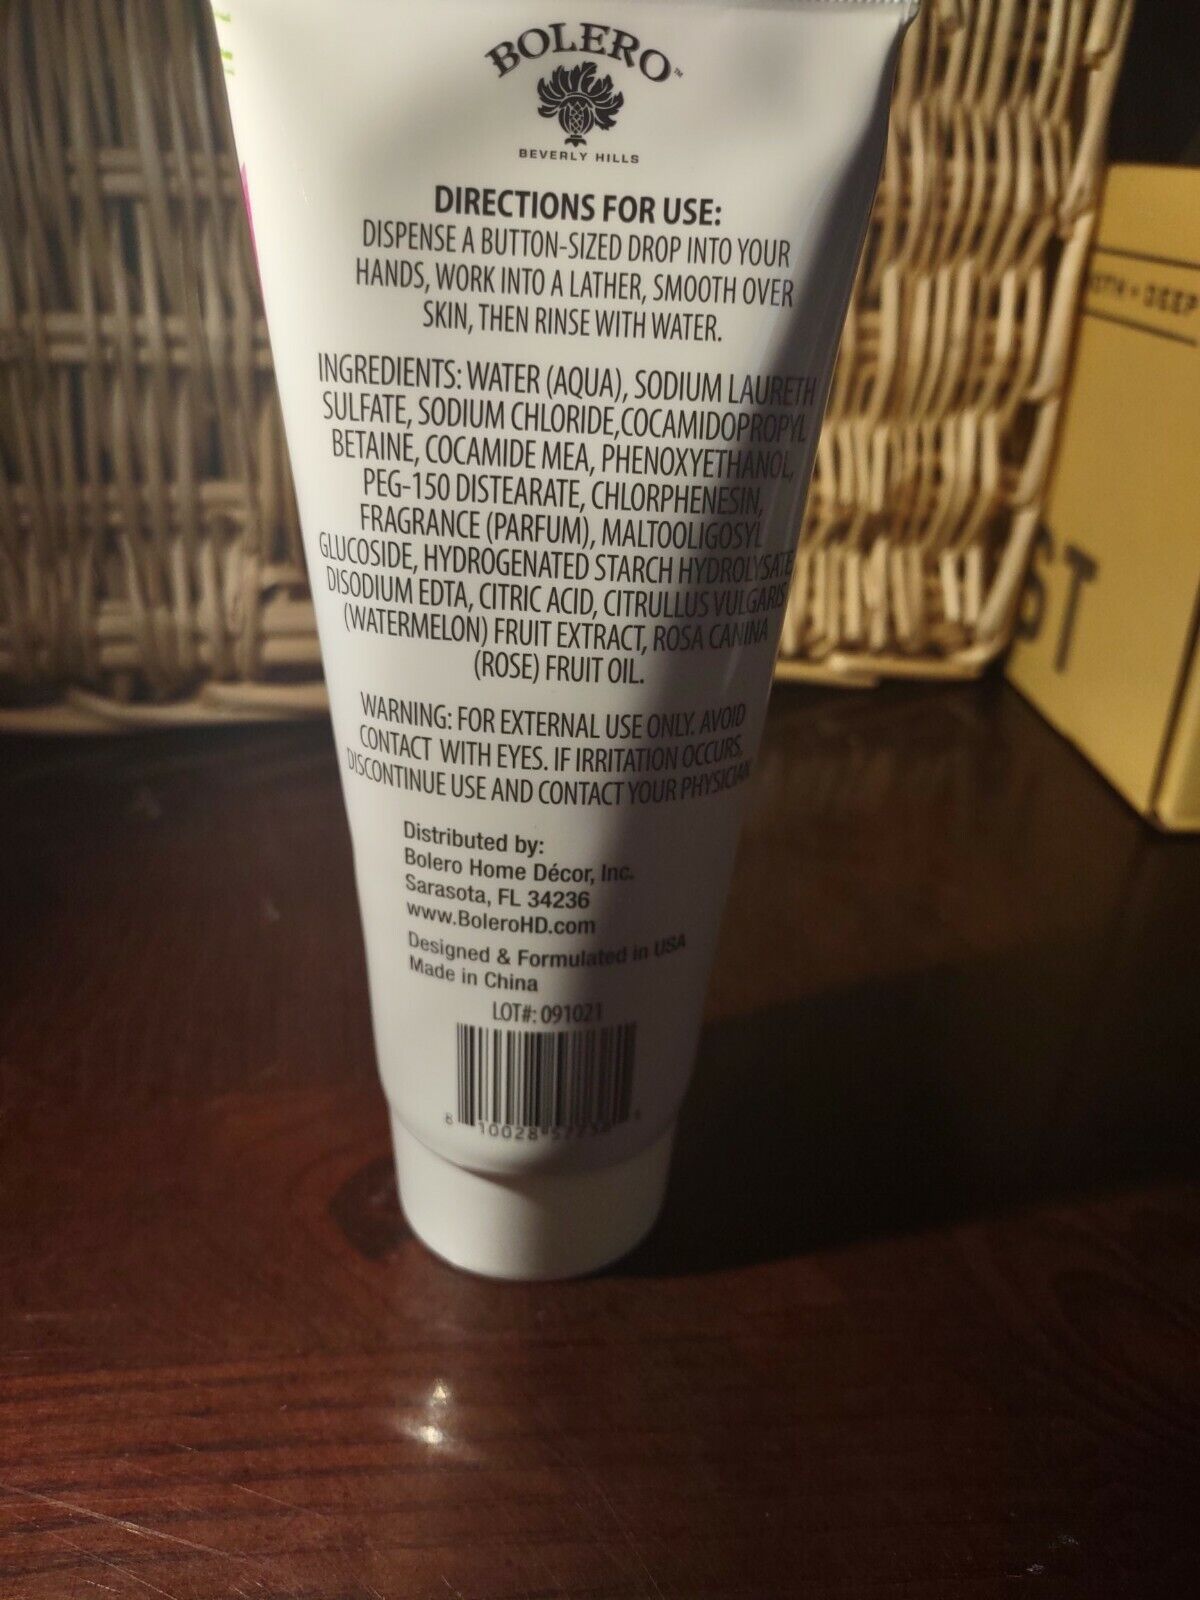 BOLERO™
BEVERLY HILLS
DIRECTIONS FOR USE:
DISPENSE A BUTTON-SIZED DROP INTO YOUR
HANDS, WORK INTO A LATHER, SMOOTH OVER
SKIN, THEN RINSE WITH WATER.
INGREDIENTS: WATER (AQUA), SODIUM LAURETH
SULFATE, SODIUM CHLORIDE,COCAMIDOPROPYL
BETAINE, COCAMIDE MEA, PHENOXYETHANOL,
PEG-150 DISTEARATE, CHLORPHENESIN,
FRAGRANCE (PARFUM), MALTOOLIGOSYL
GLUCOSIDE, HYDROGENATED STARCH HYDROLYSATE
DISODIUM EDTA, CITRIC ACID, CITRULLUS VULGARIS
(WATERMELON) FRUIT EXTRACT, ROSA CANINA
(ROSE) FRUIT OIL.
WARNING: FOR EXTERNAL USE ONLY. AVOID
CONTACT WITH EYES. IF IRRITATION OCCURS,
DISCONTINUE USE AND CONTACT YOUR PHYSICIAN
Distributed by:
Bolero Home Décor, Inc.
Sarasota, FL 34236
www.BoleroHD.com
Designed & Formulated in USA
Made in China
LOT#: 091021
8 10028
DEEP